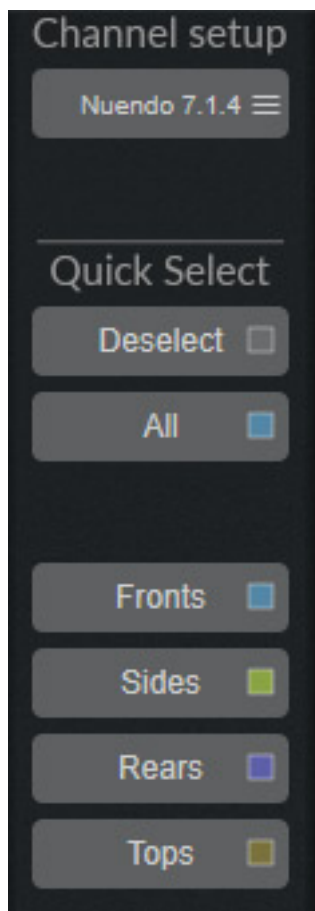 Channel setup
Nuendo 7.1.4
Quick Select
Deselect
All
Fronts
Sides
Rears
Tops